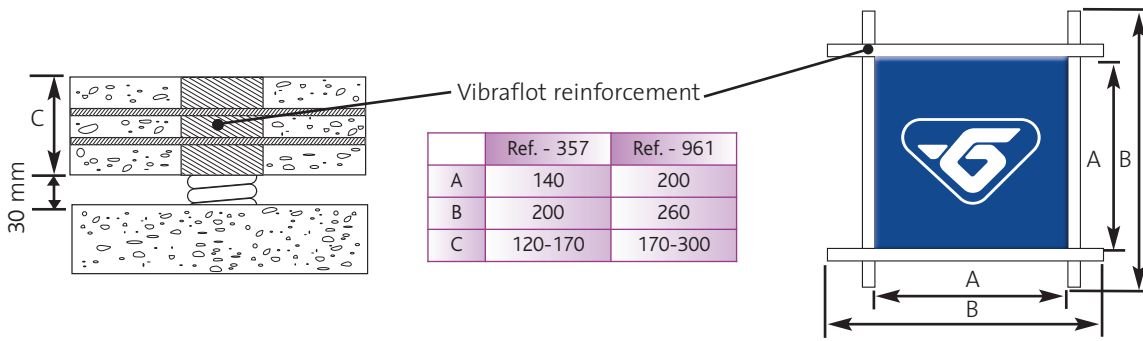 C
30 mm
Vibraflot reinforcement
Ref. - 357 Ref. - 961
A 140 200
B 200 260
C 120-170 170-300
A B
A
B